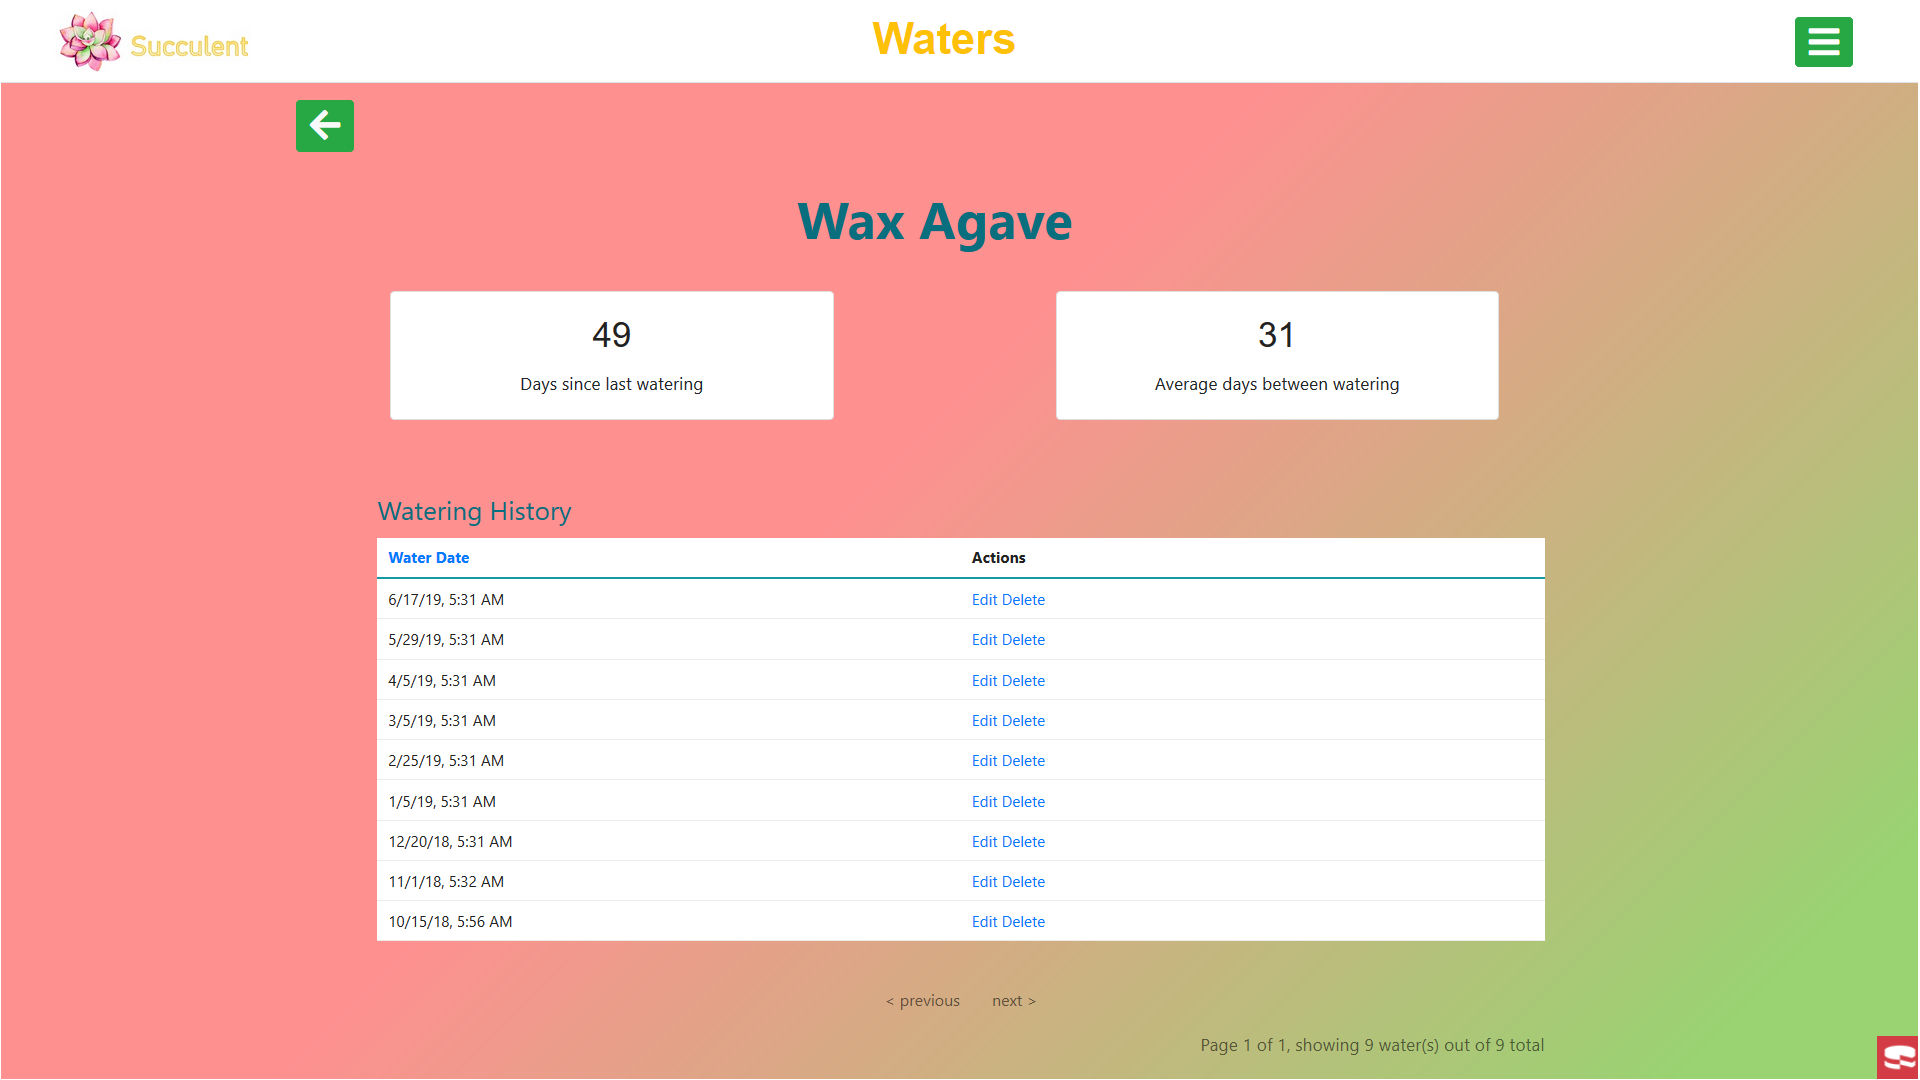 Succulent
Waters
Wax Agave
49
Days since last watering
31
Average days between watering
Watering History
Water Date Actions
6/17/19, 5:31 AM Edit Delete
5/29/19, 5:31 AM Edit Delete
4/5/19, 5:31 AM Edit Delete
3/5/19, 5:31 AM Edit Delete
2/25/19, 5:31 AM Edit Delete
1/5/19, 5:31 AM Edit Delete
12/20/18, 5:31 AM Edit Delete
11/1/18, 5:32 AM Edit Delete
10/15/18, 5:56 AM Edit Delete
< previous next >
Page 1 of 1, showing 9 water(s) out of 9 total